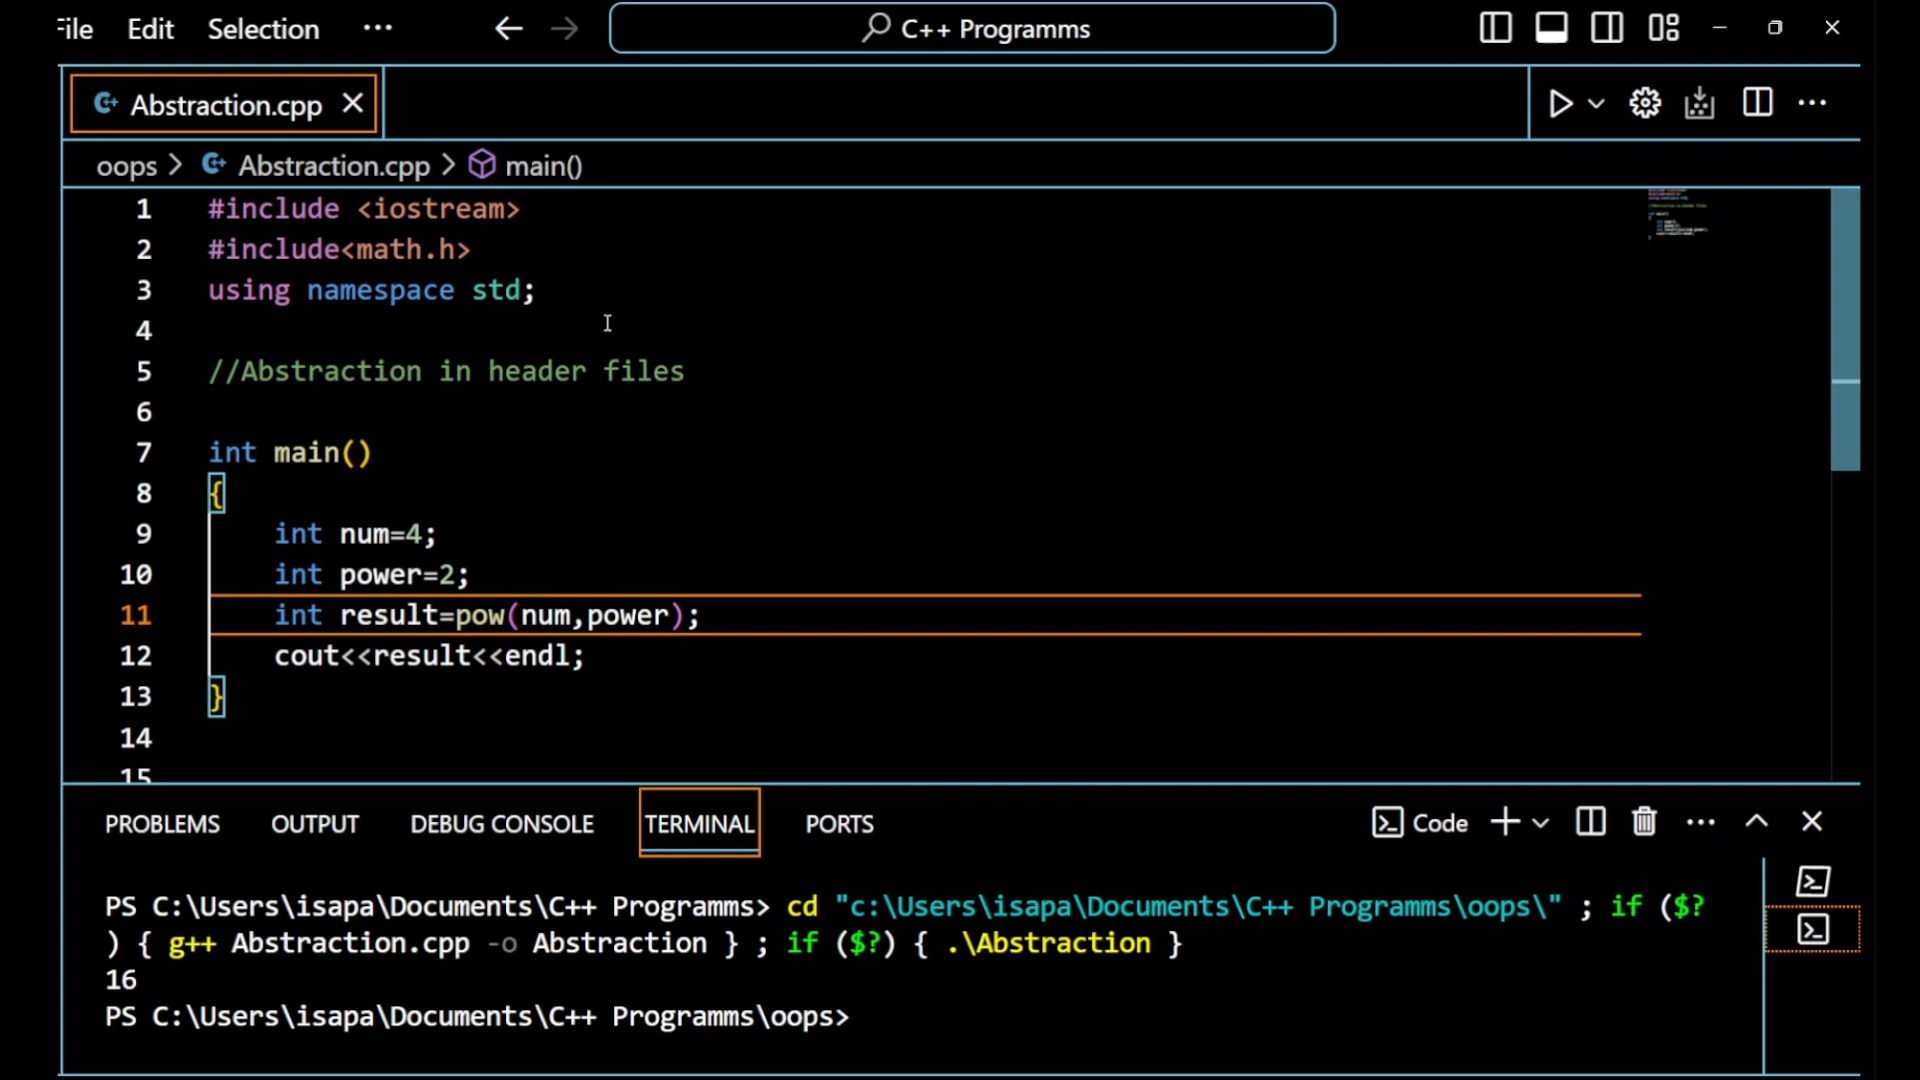 File Edit Selection ··· C++ Programms
Abstraction.cpp
oops > Abstraction.cpp > main()
1 #include <iostream>
2 #include<math.h>
3 using namespace std;
4
5 //Abstraction in header files
6
7 int main()
8 {
9 int num=4;
10 int power=2;
11 int result=pow(num,power);
12 cout<<result<<endl;
13 }
14
15
PROBLEMS OUTPUT DEBUG CONSOLE TERMINAL PORTS Code
PS C:\Users\isapa\Documents\C++ Programms> cd "c:\Users\isapa\Documents\C++ Programms\oops\" ; if ($?
) { g++ Abstraction.cpp -o Abstraction } ; if ($?) { .\Abstraction }
16
PS C:\Users\isapa\Documents\C++ Programms\oops>